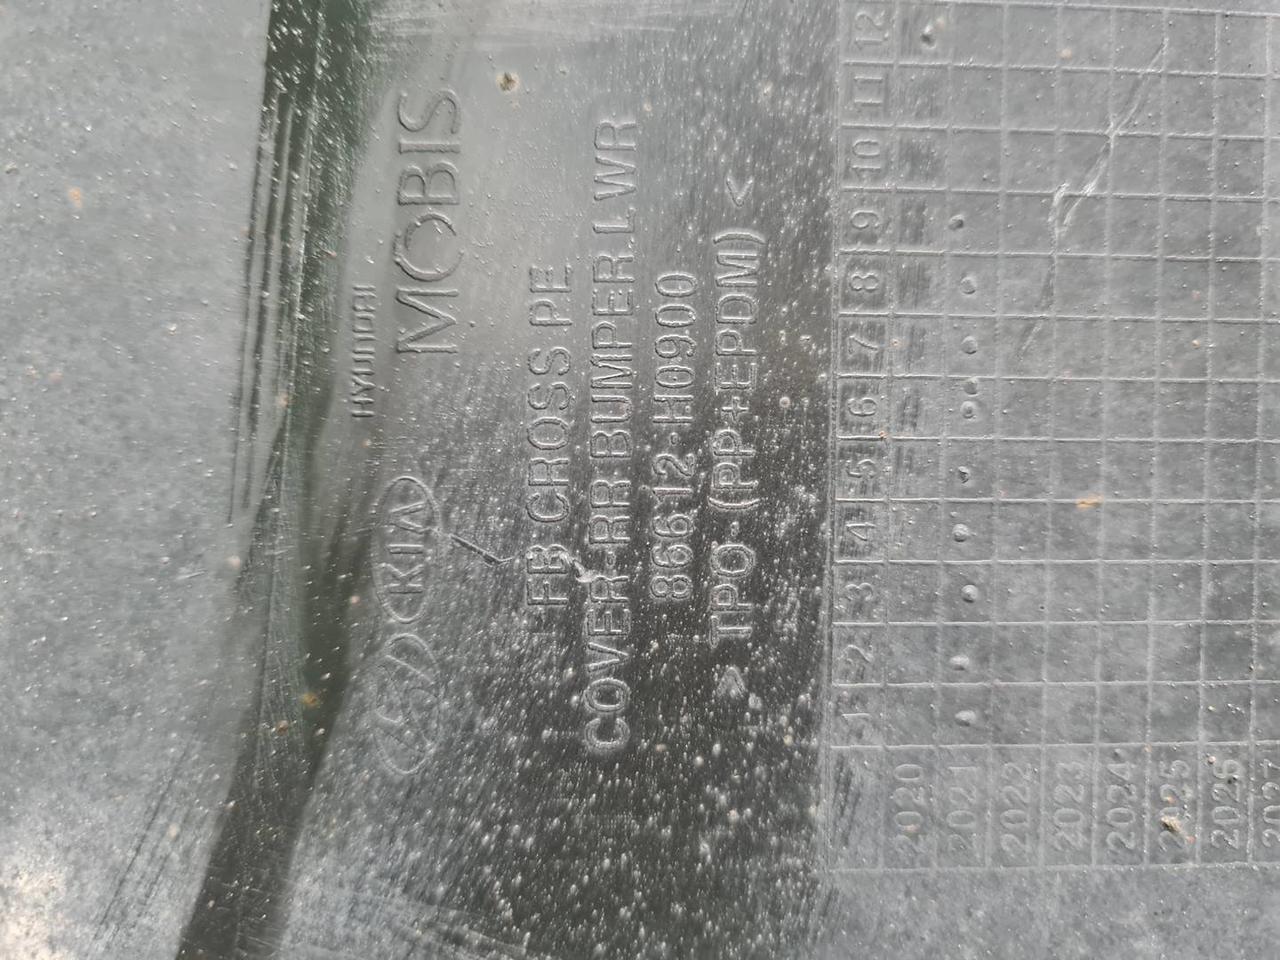 HYUNDAI
KIA MOBIS
FB CROSS PE
COVER-RR BUMPER.LWR
86612-H0900
> TPO-(PP+EPDM) <
1 2 3 4 5 6 7 8 9 10 11 12
2020
2021
2022
2023
2024
2025
2026
2027